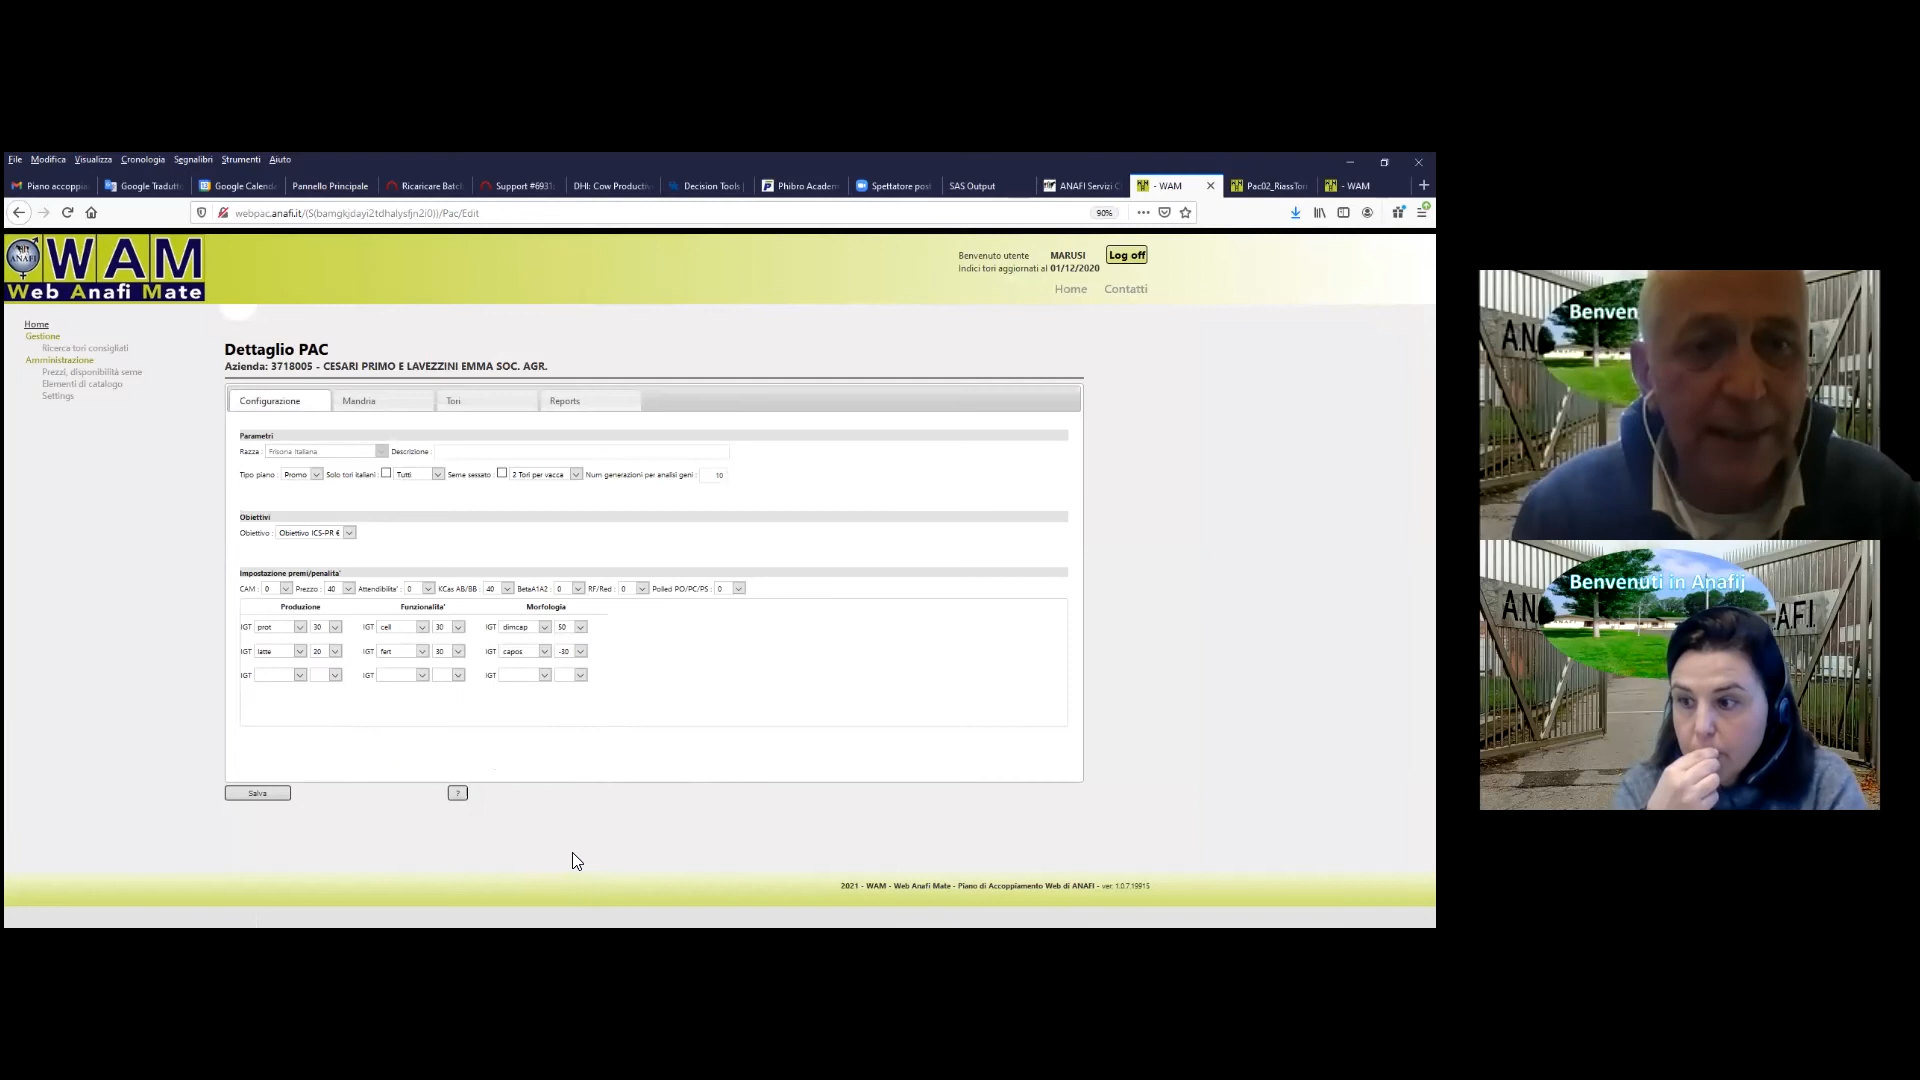 File Modifica Visualizza Cronologia Segnalibri Strumenti Aiuto
Piano accoppia Google Tradutt Google Calenda Pannello Principale Ricaricare Batch Support #6931: DHI: Cow Productiv Decision Tools | Phibro Academ Spettatore post SAS Output ANAFI Servizi C - WAM Pac02_RiassTor - WAM
webpac.anafi.it/(S(bamgkjdayi2tdhalysfjn2i0))/Pac/Edit 90%
ANAFI WAM
Web Anafi Mate
Benvenuto utente MARUSI Log off
Indici tori aggiornati al 01/12/2020
Home Contatti
Home
Gestione
Ricerca tori consigliati
Amministrazione
Prezzi, disponibilità seme
Elementi di catalogo
Settings
Dettaglio PAC
Azienda: 3718005 - CESARI PRIMO E LAVEZZINI EMMA SOC. AGR.
Configurazione Mandria Tori Reports
Parametri
Razza : Frisona Italiana Descrizione :
Tipo piano : Promo Solo tori italiani : Tutti Seme sessato : 2 Tori per vacca Num generazioni per analisi geni : 10
Obiettivi
Obiettivo : Obiettivo ICS-PR €
Impostazione premi/penalita'
CAM : 0 Prezzo : 40 Attendibilita' : 0 KCas AB/BB : 40 BetaA1A2 : 0 RF/Red : 0 Polled PO/PC/PS : 0
Produzione Funzionalita' Morfologia
IGT prot 30 IGT cell 30 IGT dimcap 50
IGT latte 20 IGT fert 30 IGT capos -30
IGT IGT IGT
Salva ?
2021 - WAM - Web Anafi Mate - Piano di Accoppiamento Web di ANAFI - ver. 1.0.7.19915
Benven
A.N.
Benvenuti in Anafij
A.N. A.F.I.